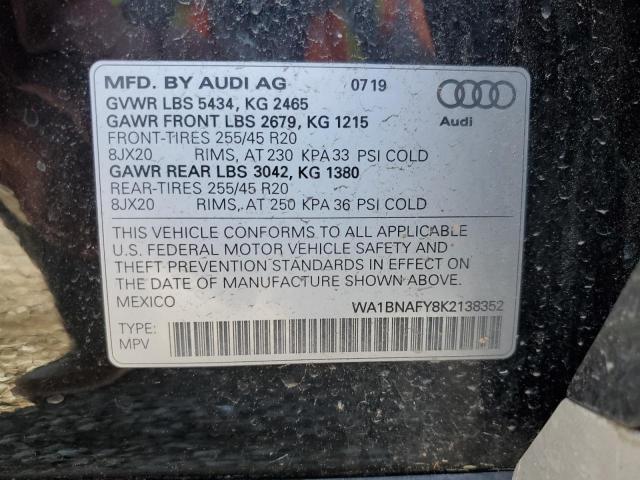 MFD. BY AUDI AG 07 19
GVWR LBS 5434, KG 2465
GAWR FRONT LBS 2679, KG 1215
FRONT-TIRES 255/45 R20
8JX20 RIMS, AT 230 KPA 33 PSI COLD
GAWR REAR LBS 3042, KG 1380
REAR-TIRES 255/45 R20
8JX20 RIMS, AT 250 KPA 36 PSI COLD
Audi
THIS VEHICLE CONFORMS TO ALL APPLICABLE
U.S. FEDERAL MOTOR VEHICLE SAFETY AND
THEFT PREVENTION STANDARDS IN EFFECT ON
THE DATE OF MANUFACTURE SHOWN ABOVE.
MEXICO WA1BNAFY8K2138352
TYPE:
MPV